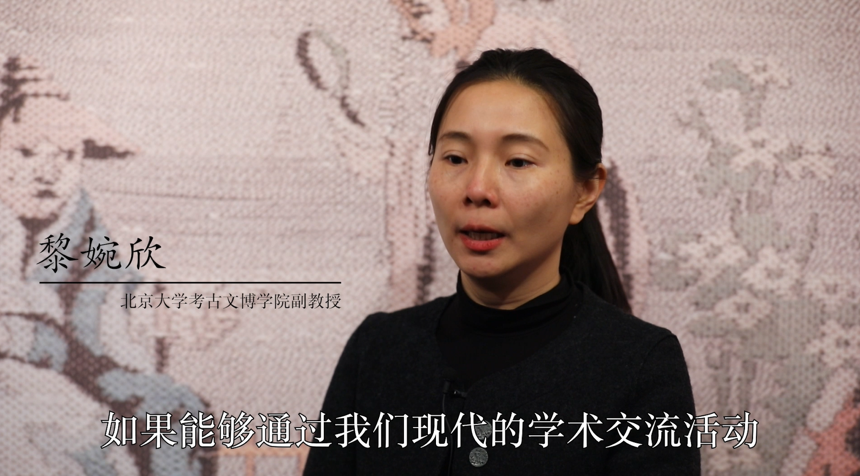 黎婉欣
北京大学考古文博学院副教授
如果能够通过我们现代的学术交流活动